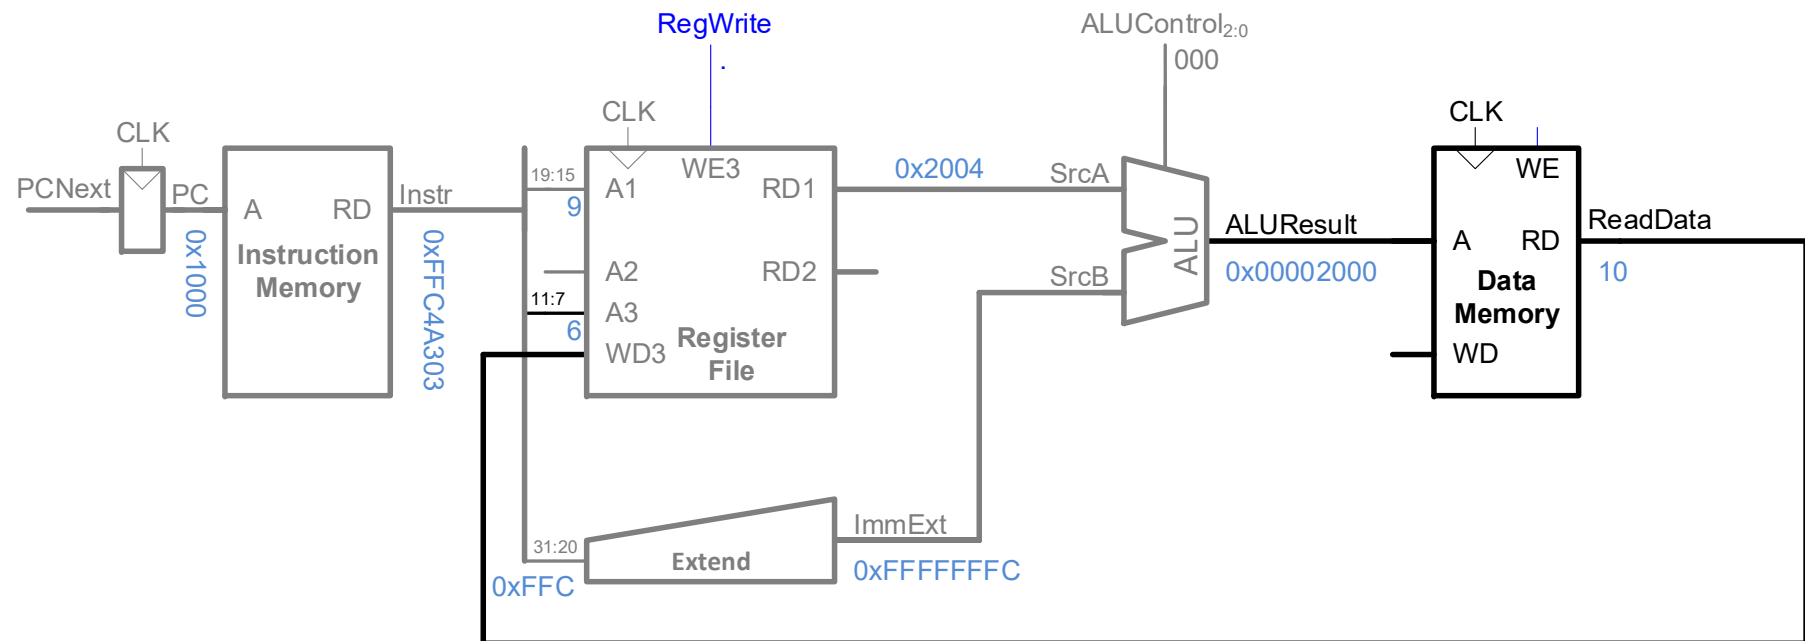 RegWrite
.
ALUControl2:0
000
CLK
PCNext
PC
0x1000
A
RD
Instruction
Memory
Instr
0xFFC4A303
19:15
9
11:7
6
31:20
0xFFC
CLK
WE3
A1
RD1
A2
RD2
A3
WD3
Register
File
Extend
ImmExt
0xFFFFFFFC
0x2004
SrcA
SrcB
ALU
ALUResult
0x00002000
CLK
WE
A
RD
Data
Memory
WD
ReadData
10